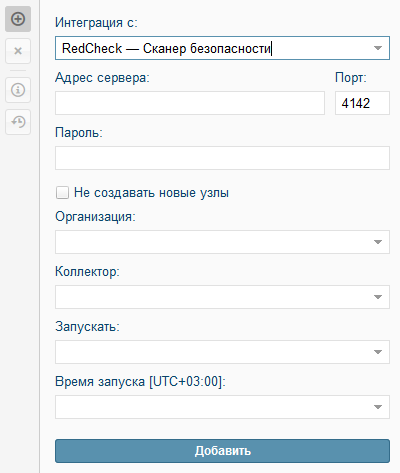 Интеграция с:
RedCheck — Сканер безопасности
Адрес сервера: Порт:
4142
Пароль:
Не создавать новые узлы
Организация:
Коллектор:
Запускать:
Время запуска [UTC+03:00]:
Добавить